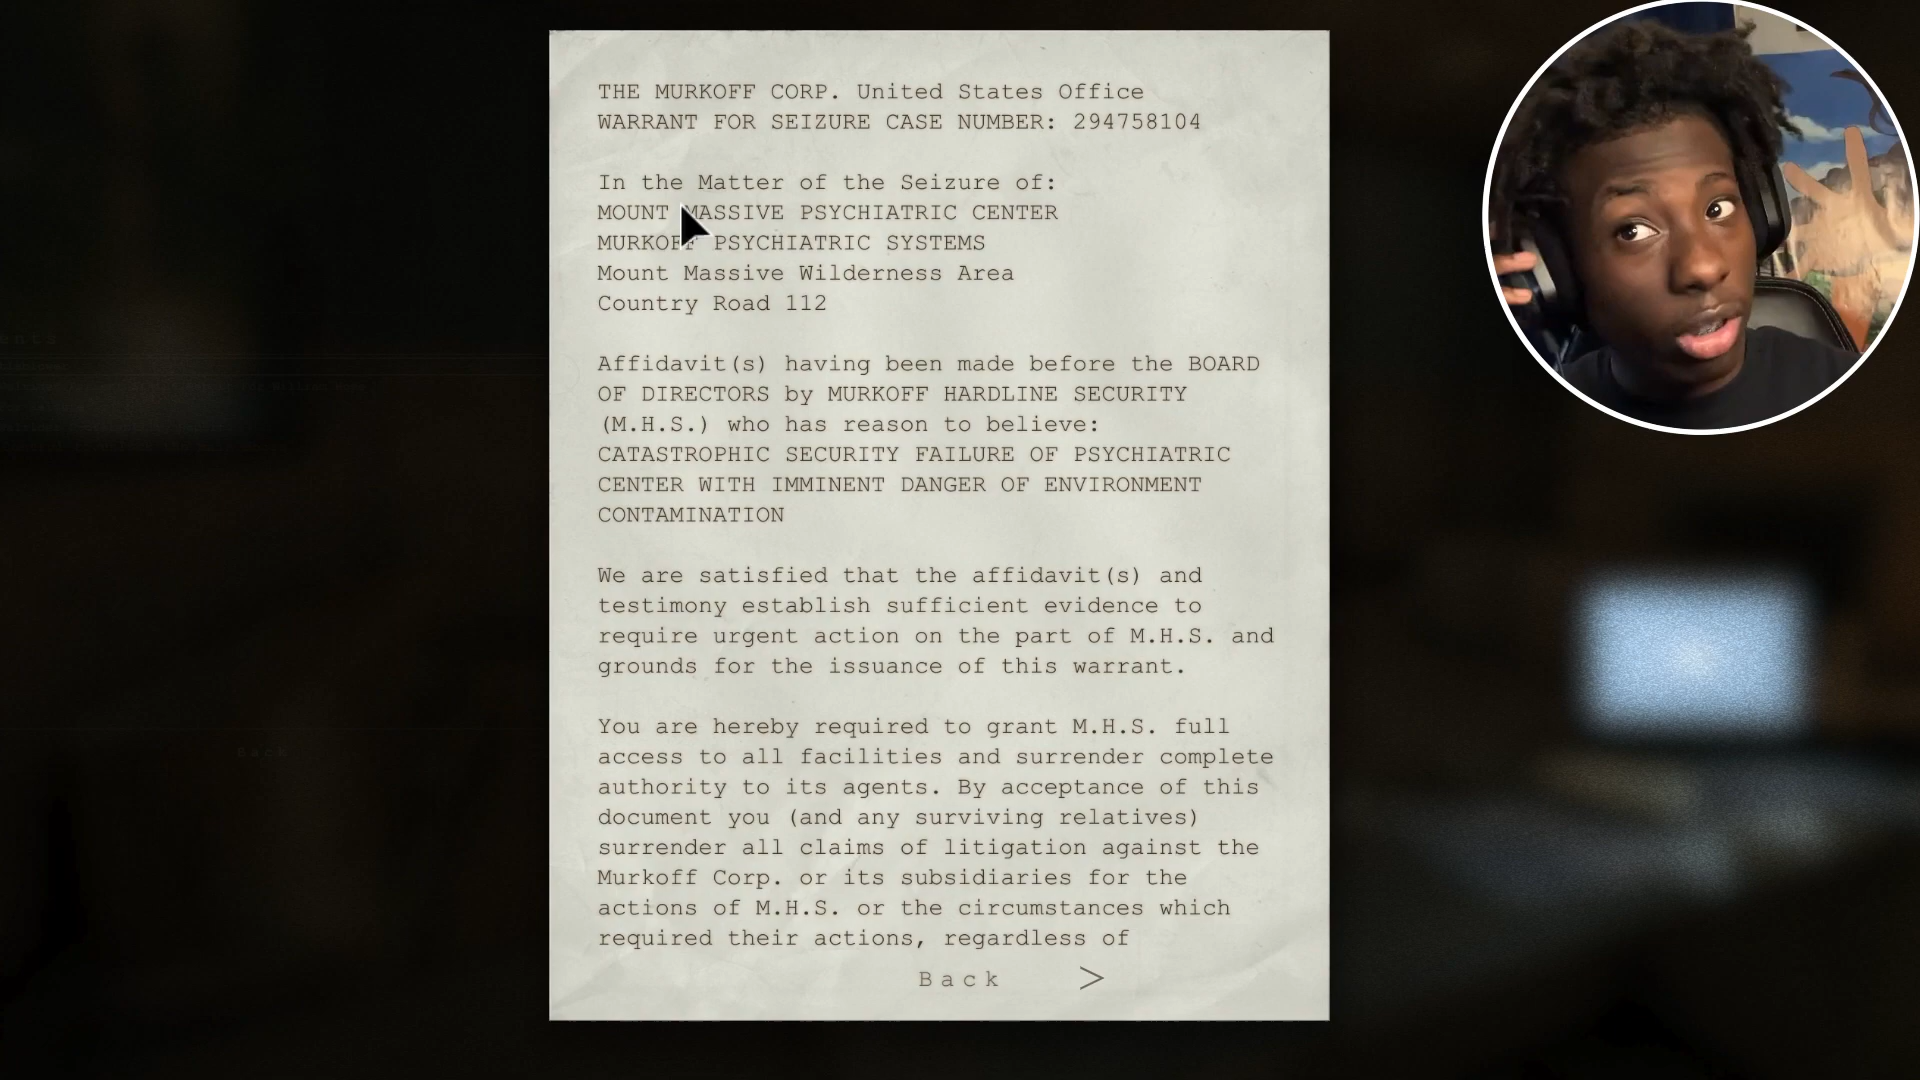 THE MURKOFF CORP. United States Office
WARRANT FOR SEIZURE CASE NUMBER: 294758104
In the Matter of the Seizure of:
MOUNT MASSIVE PSYCHIATRIC CENTER
MURKOFF PSYCHIATRIC SYSTEMS
Mount Massive Wilderness Area
Country Road 112
Affidavit(s) having been made before the BOARD
OF DIRECTORS by MURKOFF HARDLINE SECURITY
(M.H.S.) who has reason to believe:
CATASTROPHIC SECURITY FAILURE OF PSYCHIATRIC
CENTER WITH IMMINENT DANGER OF ENVIRONMENT
CONTAMINATION
We are satisfied that the affidavit(s) and
testimony establish sufficient evidence to
require urgent action on the part of M.H.S. and
grounds for the issuance of this warrant.
You are hereby required to grant M.H.S. full
access to all facilities and surrender complete
authority to its agents. By acceptance of this
document you (and any surviving relatives)
surrender all claims of litigation against the
Murkoff Corp. or its subsidiaries for the
actions of M.H.S. or the circumstances which
required their actions, regardless of
Back >
Back